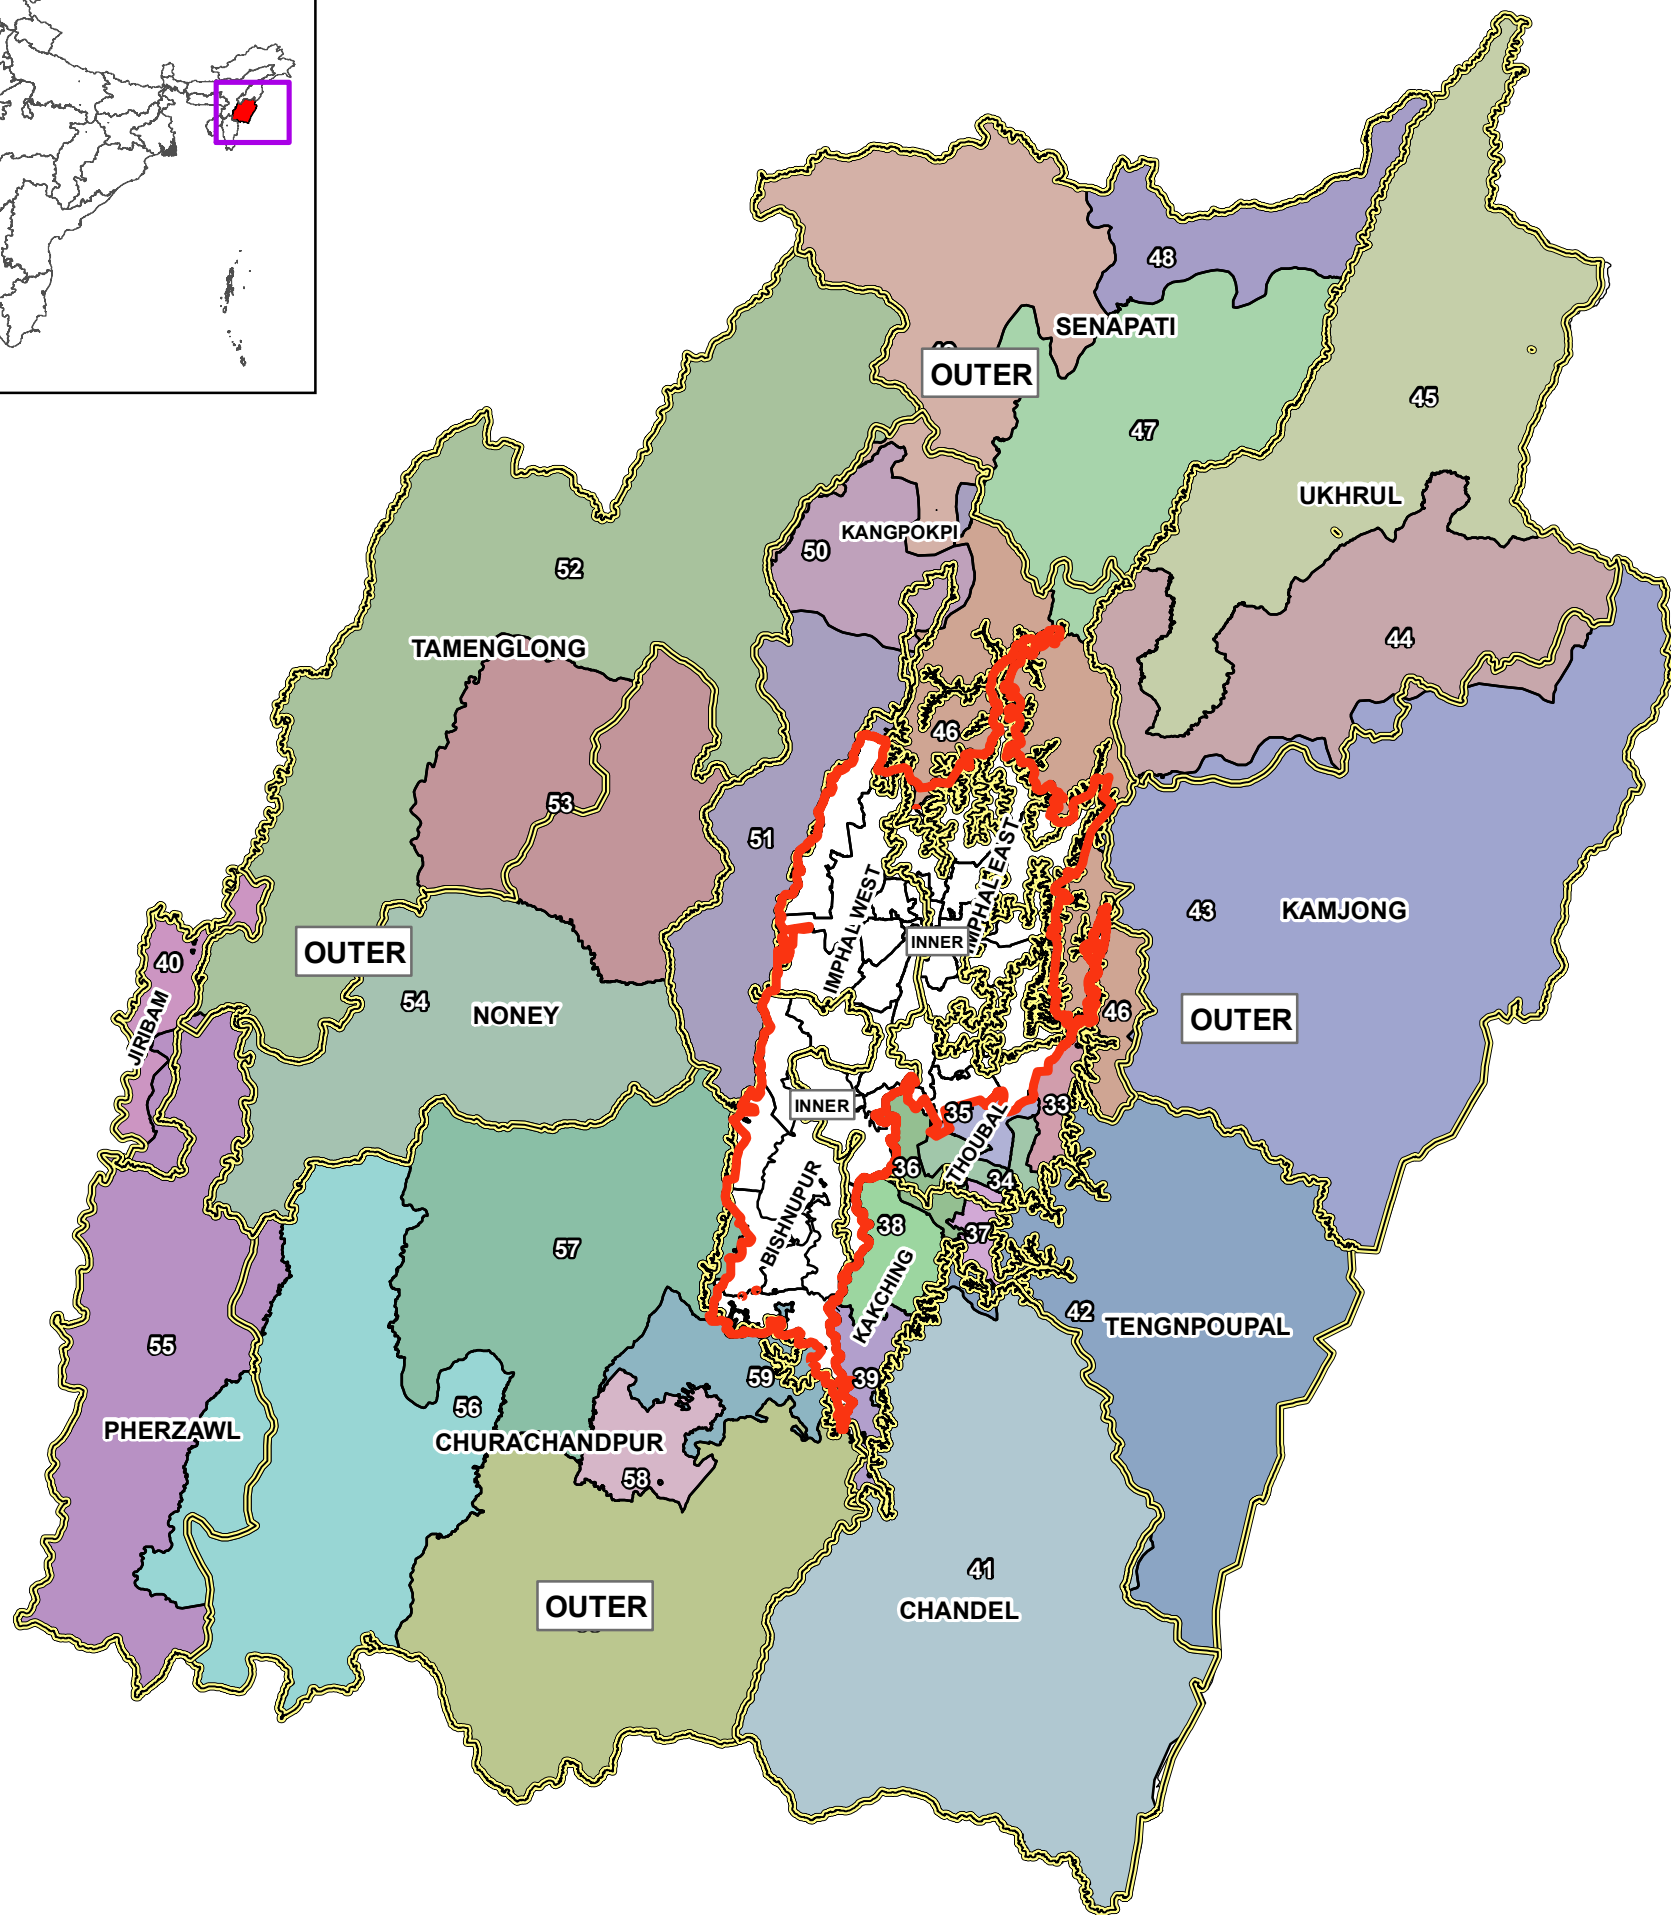 48
SENAPATI
OUTER
45
47
UKHRUL
KANGPOKPI
50
52
44
TAMENGLONG
46
53
51
IMPHAL WEST
IMPHAL EAST
43
KAMJONG
INNER
OUTER
40
54
NONEY
46
OUTER
JIRIBAM
INNER
35
33
THOUBAL
36
34
BISHNUPUR
38
37
57
KAKCHING
42
TENGNPOUPAL
55
59
39
56
PHERZAWL
CHURACHANDPUR
58
41
OUTER
CHANDEL